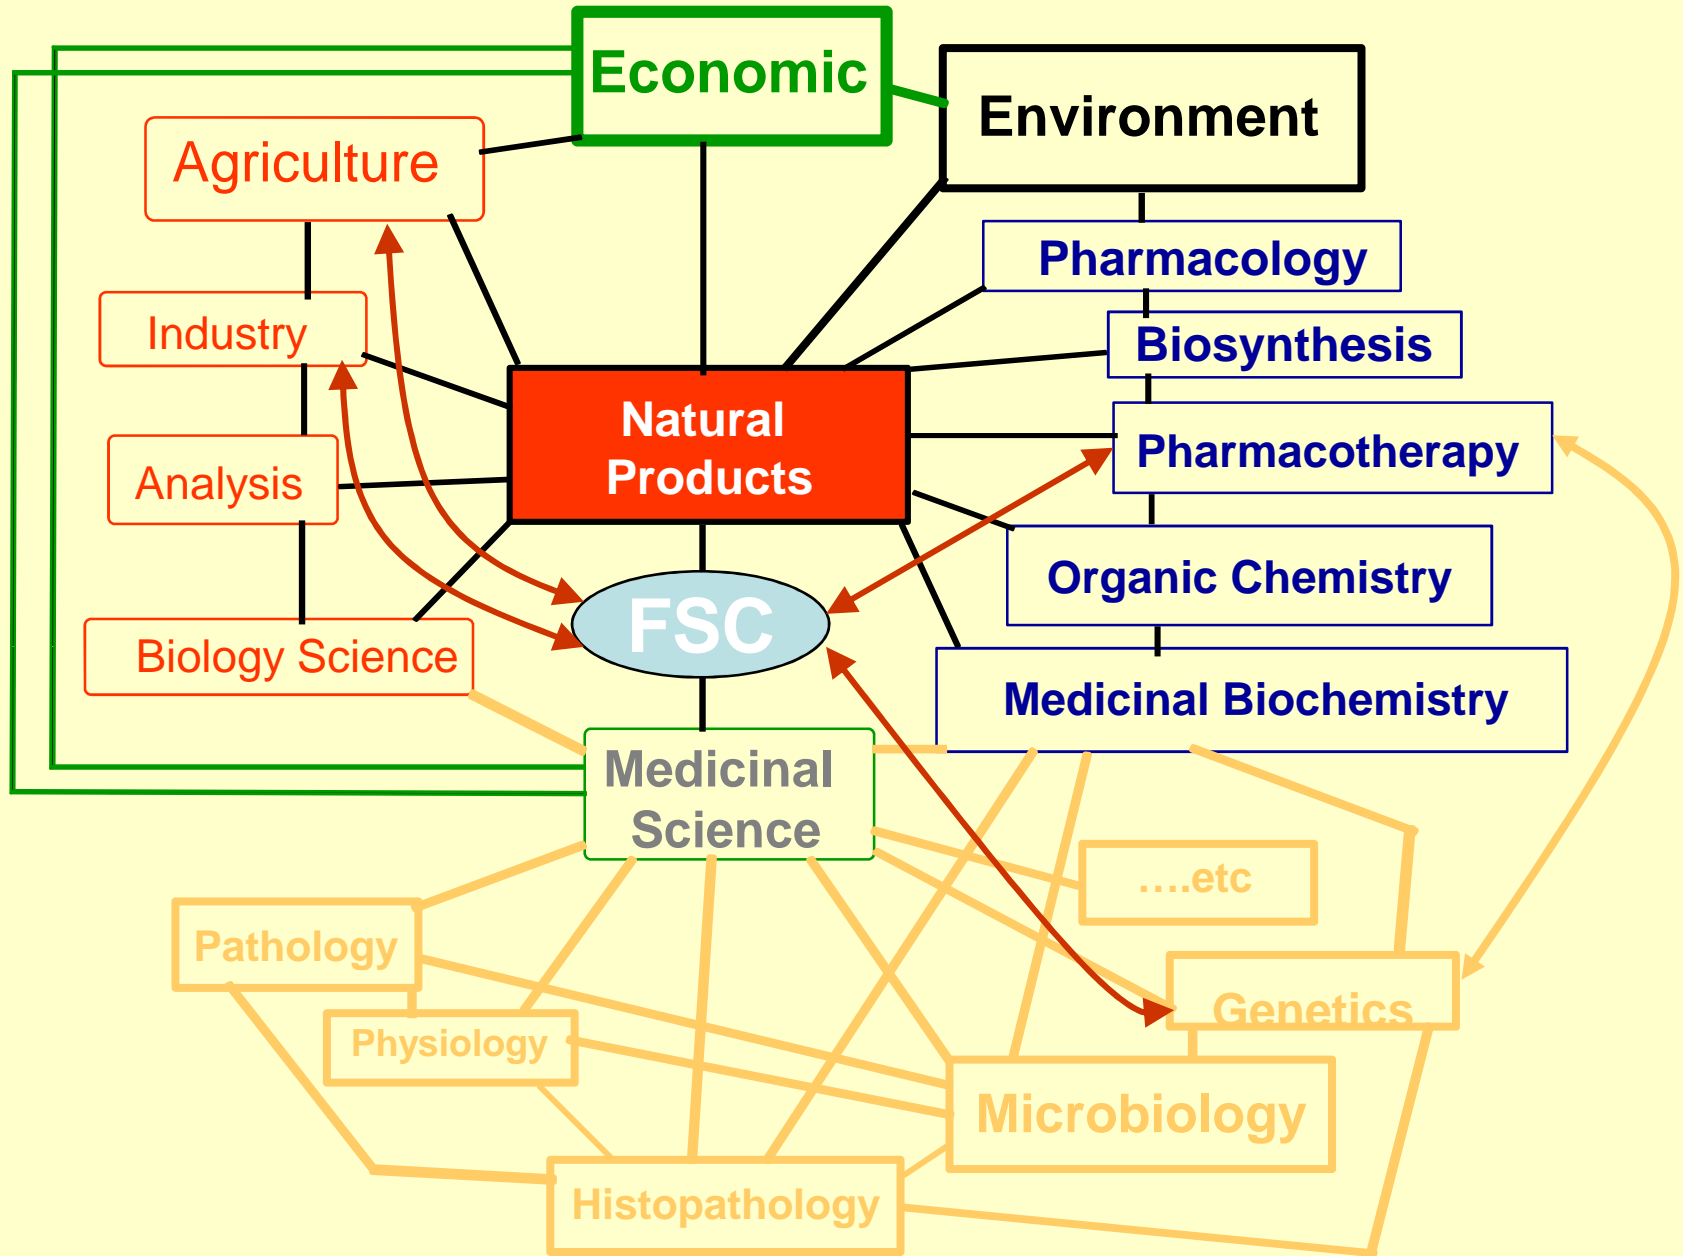 Economic
Environment
Agriculture
Pharmacology
Industry
Biosynthesis
Natural
Products
Pharmacotherapy
Analysis
Organic Chemistry
FSC
Biology Science
Medicinal Biochemistry
Medicinal
Science
....etc
Pathology
Genetics
Physiology
Microbiology
Histopathology